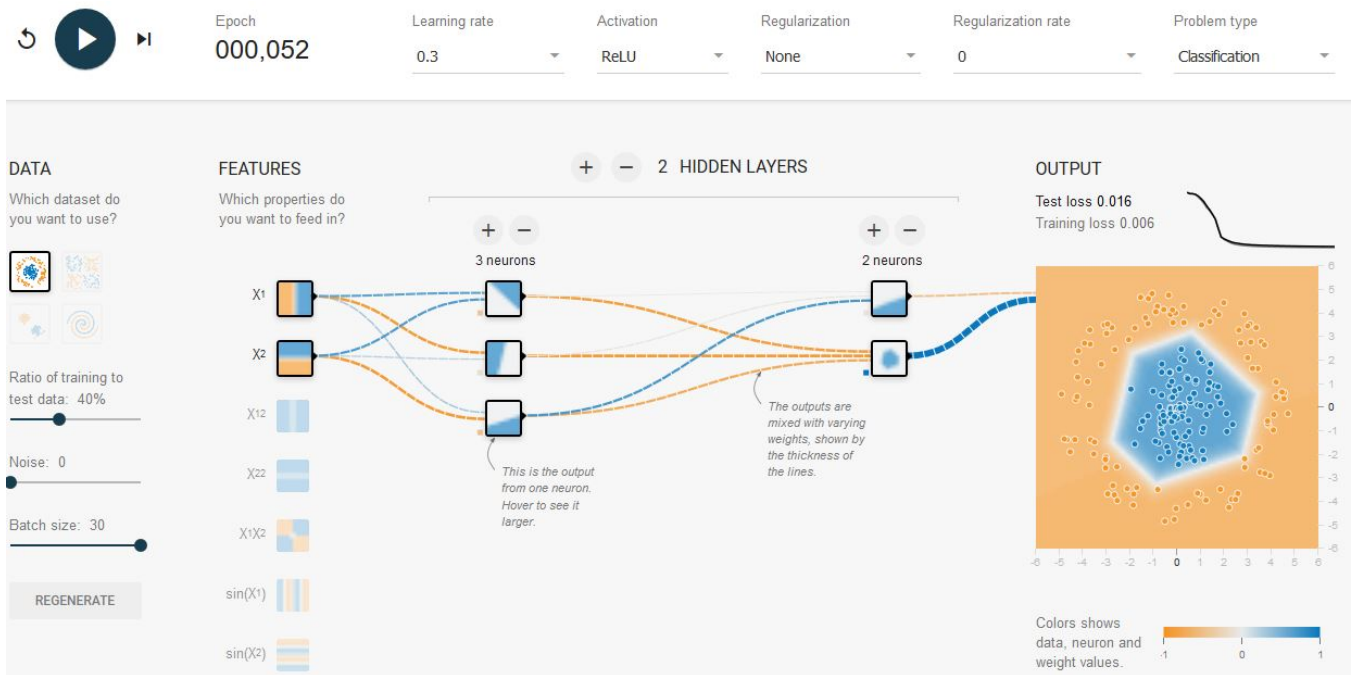 Epoch
000,052
Learning rate
0.3
Activation
ReLU
Regularization
None
Regularization rate
0
Problem type
Classification
DATA
Which dataset do
you want to use?
Ratio of training to
test data: 40%
Noise: 0
Batch size: 30
REGENERATE
FEATURES
Which properties do
you want to feed in?
X1
X2
X12
X22
X1X2
sin(X1)
sin(X2)
+ − 2 HIDDEN LAYERS
+ −
3 neurons
+ −
2 neurons
This is the output
from one neuron.
Hover to see it
larger.
The outputs are
mixed with varying
weights, shown by
the thickness of
the lines.
OUTPUT
Test loss 0.016
Training loss 0.006
6
5
4
3
2
1
0
-1
-2
-3
-4
-5
-6
-6 -5 -4 -3 -2 -1 0 1 2 3 4 5 6
Colors shows
data, neuron and
weight values.
-1 0 1